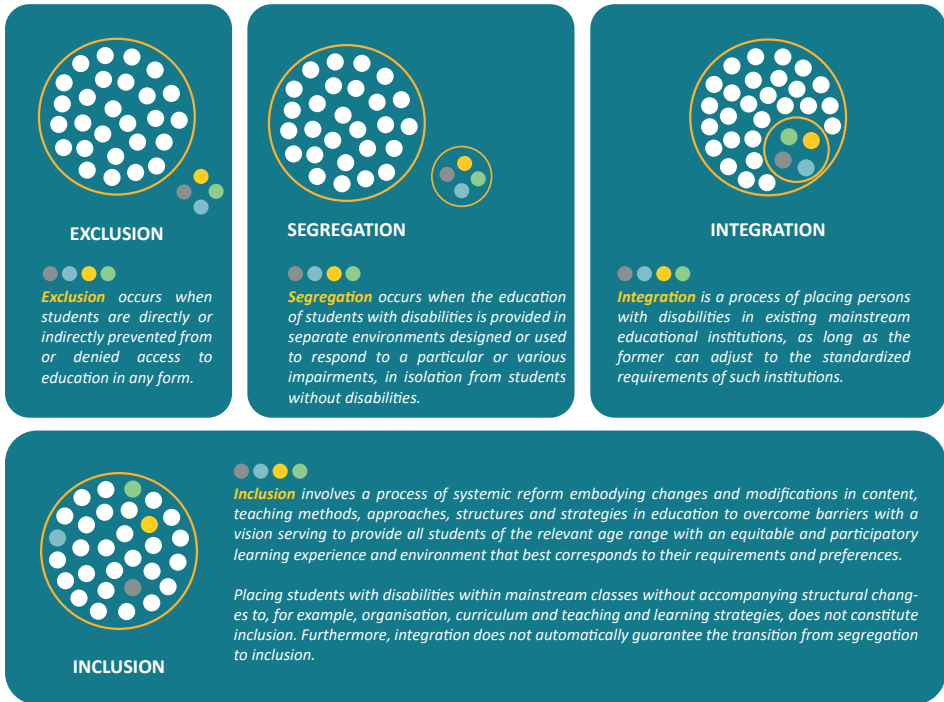 EXCLUSION
Exclusion occurs when
students are directly or
indirectly prevented from
or denied access to
education in any form.
SEGREGATION
Segregation occurs when the education
of students with disabilities is provided in
separate environments designed or used
to respond to a particular or various
impairments, in isolation from students
without disabilities.
INTEGRATION
Integration is a process of placing persons
with disabilities in existing mainstream
educational institutions, as long as the
former can adjust to the standardized
requirements of such institutions.
INCLUSION
Inclusion involves a process of systemic reform embodying changes and modifications in content,
teaching methods, approaches, structures and strategies in education to overcome barriers with a
vision serving to provide all students of the relevant age range with an equitable and participatory
learning experience and environment that best corresponds to their requirements and preferences.
Placing students with disabilities within mainstream classes without accompanying structural chang-
es to, for example, organisation, curriculum and teaching and learning strategies, does not constitute
inclusion. Furthermore, integration does not automatically guarantee the transition from segregation
to inclusion.